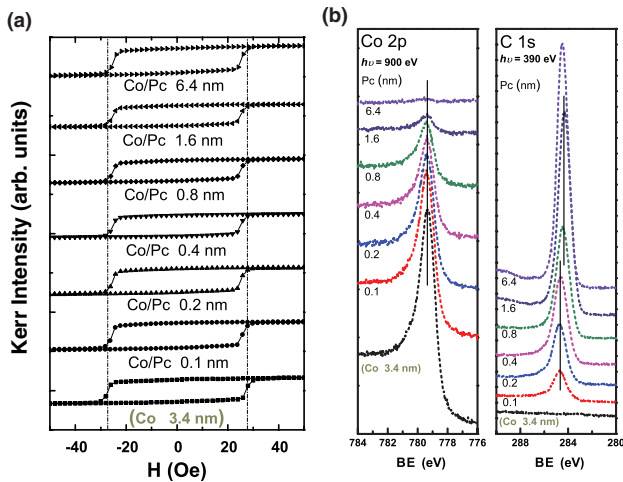 (a)
Kerr Intensity (arb. units)
Co/Pc 6.4 nm
Co/Pc 1.6 nm
Co/Pc 0.8 nm
Co/Pc 0.4 nm
Co/Pc 0.2 nm
Co/Pc 0.1 nm
(Co 3.4 nm)
-40 -20 0 20 40
H (Oe)
(b)
Co 2p
hυ = 900 eV
Pc (nm)
6.4
1.6
0.8
0.4
0.2
0.1
(Co 3.4 nm)
784 782 780 778 776
BE (eV)
C 1s
hυ = 390 eV
Pc (nm)
6.4
1.6
0.8
0.4
0.2
0.1
(Co 3.4 nm)
288 284 280
BE (eV)